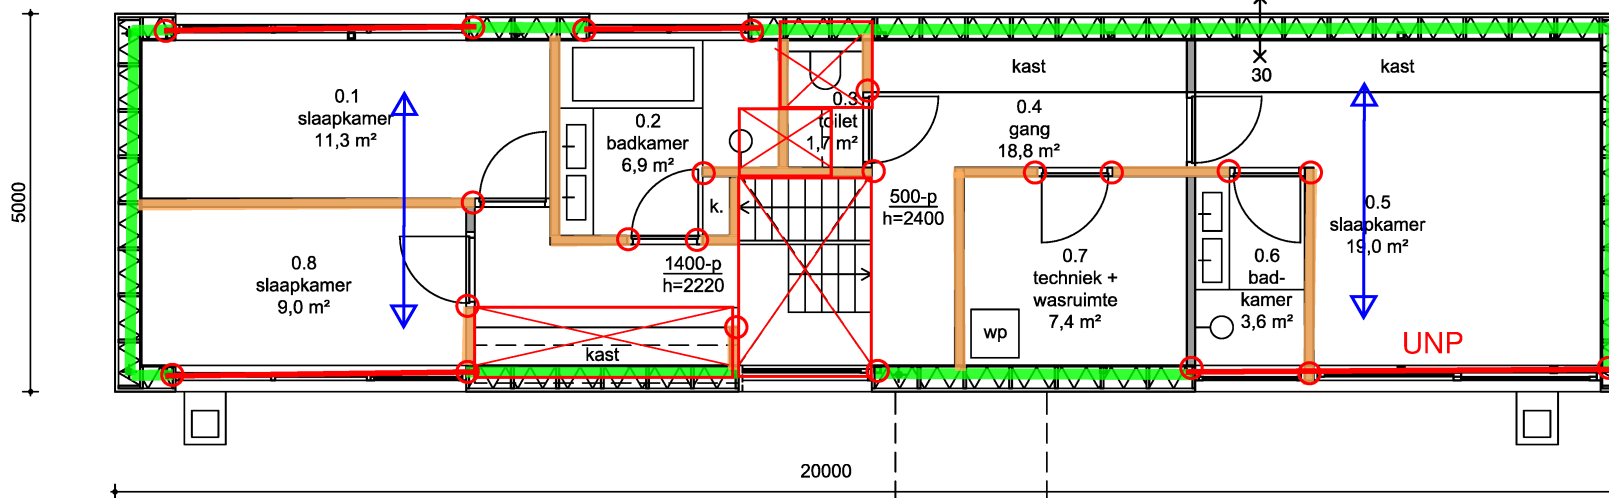 kast
kast
30
0.1
slaapkamer
11,3 m²
0.2
badkamer
6,9 m²
0.3
toilet
1,7 m²
0.4
gang
18,8 m²
5000
k.
500-p
h=2400
0.5
slaapkamer
19,0 m²
0.8
slaapkamer
9,0 m²
1400-p
h=2220
0.7
techniek +
wasruimte
7,4 m²
0.6
bad-
kamer
3,6 m²
wp
kast
UNP
20000